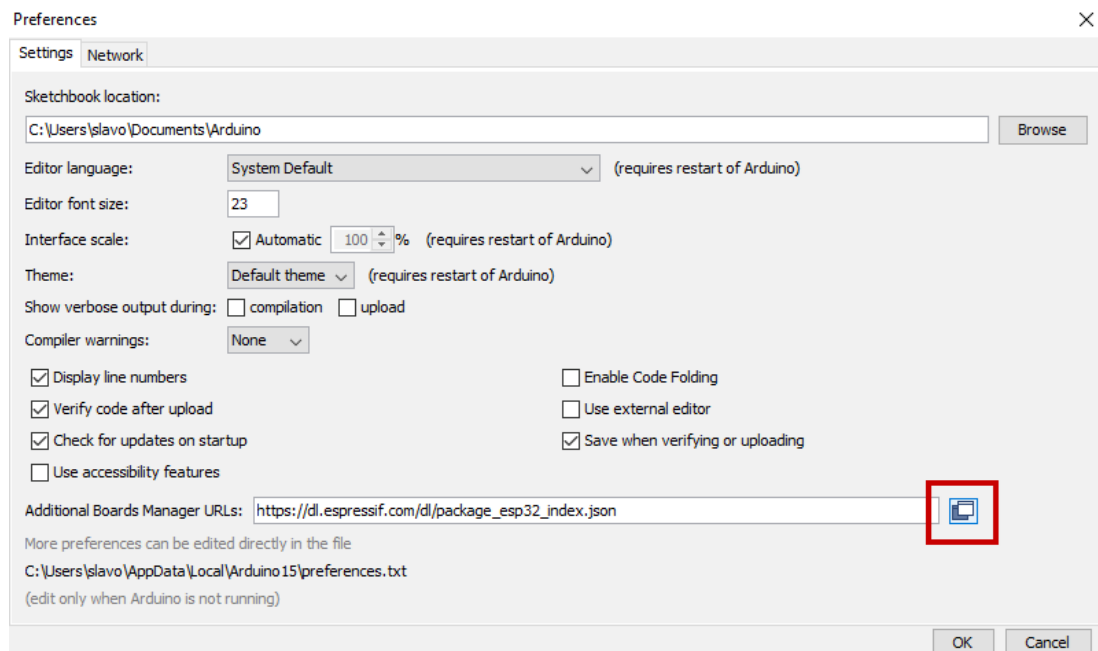 Preferences
Settings Network
Sketchbook location:
C:\Users\slavo\Documents\Arduino Browse
Editor language: System Default (requires restart of Arduino)
Editor font size: 23
Interface scale: Automatic 100 % (requires restart of Arduino)
Theme: Default theme (requires restart of Arduino)
Show verbose output during: compilation upload
Compiler warnings: None
Display line numbers Enable Code Folding
Verify code after upload Use external editor
Check for updates on startup Save when verifying or uploading
Use accessibility features
Additional Boards Manager URLs: https://dl.espressif.com/dl/package_esp32_index.json
More preferences can be edited directly in the file
C:\Users\slavo\AppData\Local\Arduino15\preferences.txt
(edit only when Arduino is not running)
OK Cancel